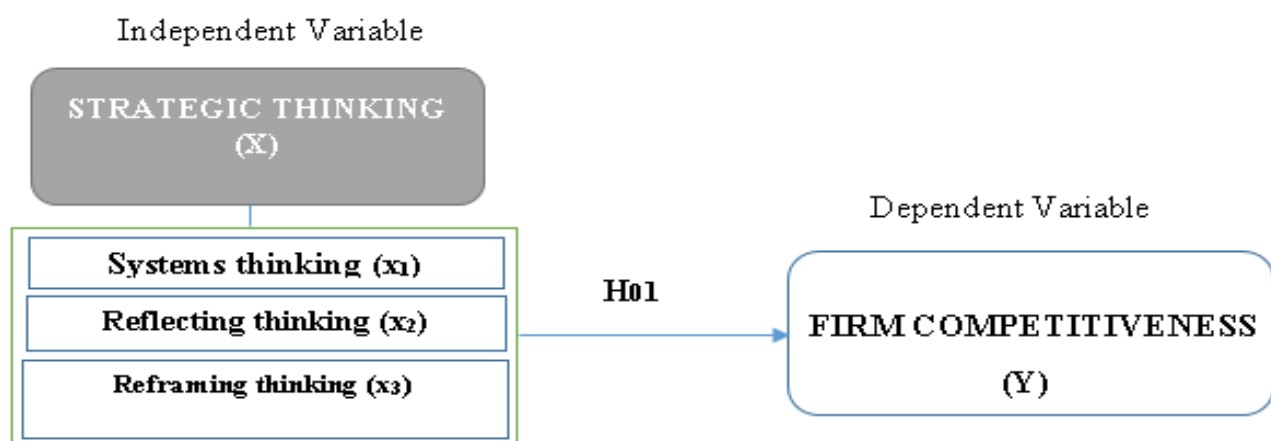 Independent Variable
STRATEGIC THINKING
(X)
Systems thinking (x₁)
Reflecting thinking (x₂)
Reframing thinking (x₃)
H01
Dependent Variable
FIRM COMPETITIVENESS
(Y)